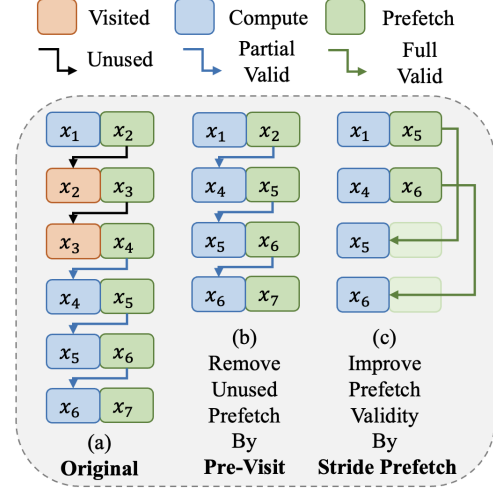 Visited Compute Prefetch
Unused Partial Valid Full Valid
x₁ x₂
x₂ x₃
x₃ x₄
x₄ x₅
x₅ x₆
x₆ x₇
(a)
Original
x₁ x₂
x₄ x₅
x₅ x₆
x₆ x₇
(b)
Remove
Unused
Prefetch
By
Pre-Visit
x₁ x₅
x₄ x₆
x₅
x₆
(c)
Improve
Prefetch
Validity
By
Stride Prefetch